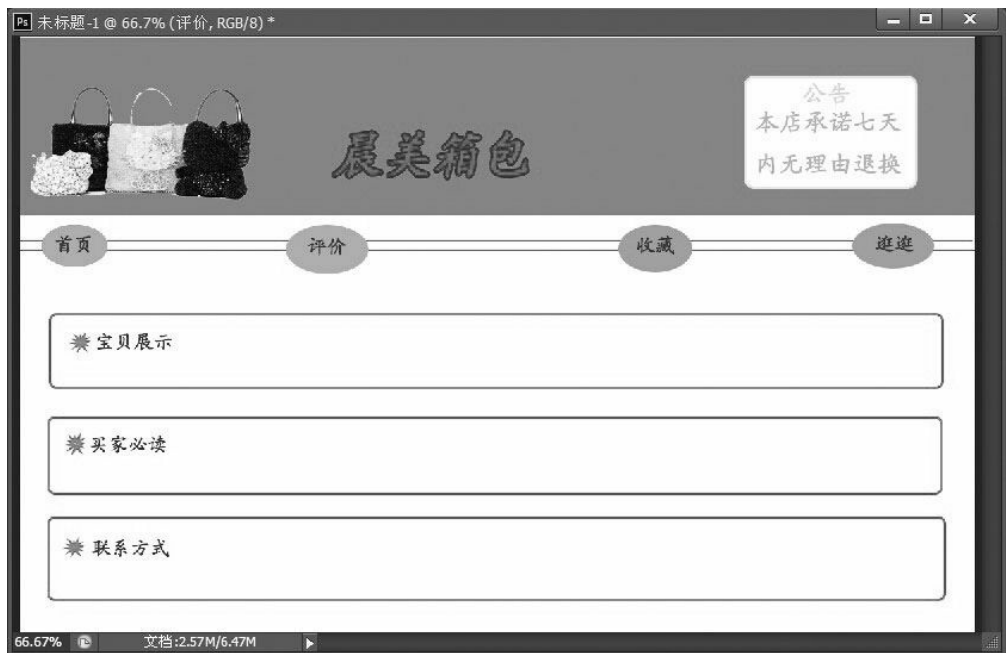 Ps 未标题-1 @ 66.7% (评价, RGB/8) *
公告
本店承诺七天
内无理由退换
晨美箱包
首页 评价 收藏 逛逛
宝贝展示
买家必读
联系方式
66.67% 文档:2.57M/6.47M